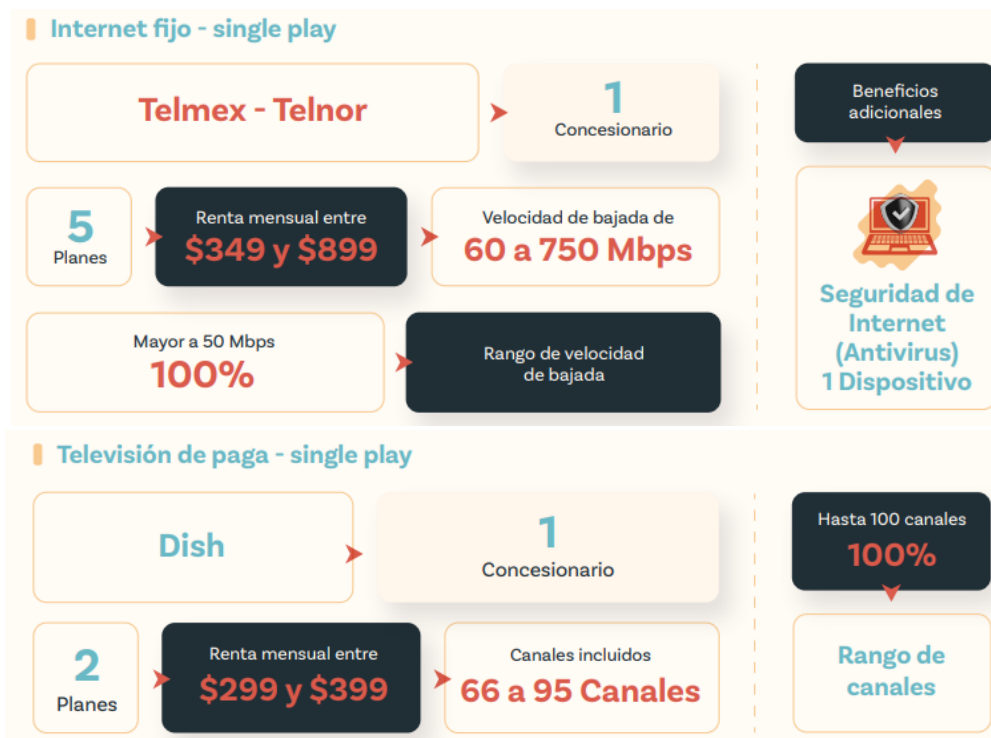 Internet fijo - single play
Telmex - Telnor
1
Concesionario
Beneficios
adicionales
5
Planes
Renta mensual entre
$349 y $899
Velocidad de bajada de
60 a 750 Mbps
Seguridad de
Internet
(Antivirus)
1 Dispositivo
Mayor a 50 Mbps
100%
Rango de velocidad
de bajada
Televisión de paga - single play
Dish
1
Concesionario
Hasta 100 canales
100%
2
Planes
Renta mensual entre
$299 y $399
Canales incluidos
66 a 95 Canales
Rango de
canales